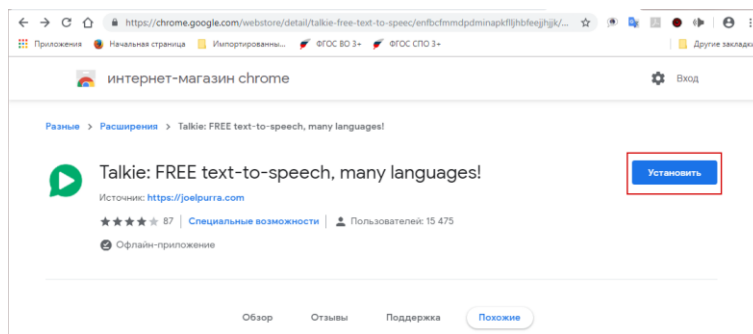 https://chrome.google.com/webstore/detail/talkie-free-text-to-speec/enfbcfmmdpdminapkflljhbfeejjhjjk/...
Приложения Начальная страница Импортированны... ФГОС ВО 3+ ФГОС СПО 3+ Другие закладки
интернет-магазин chrome Вход
Разные > Расширения > Talkie: FREE text-to-speech, many languages!
Talkie: FREE text-to-speech, many languages! Установить
Источник: https://joelpurra.com
87 Специальные возможности Пользователей: 15 475
Офлайн-приложение
Обзор Отзывы Поддержка Похожие